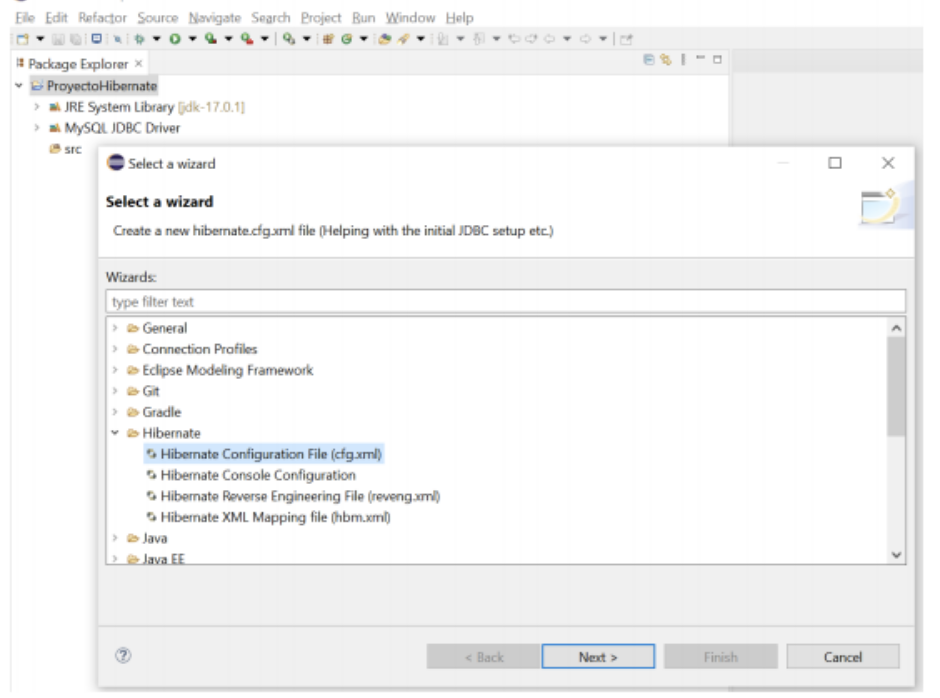 File Edit Refactor Source Navigate Search Project Run Window Help
Package Explorer ×
ProyectoHibernate
JRE System Library [jdk-17.0.1]
MySQL JDBC Driver
src
Select a wizard
Select a wizard
Create a new hibernate.cfg.xml file (Helping with the initial JDBC setup etc.)
Wizards:
type filter text
General
Connection Profiles
Eclipse Modeling Framework
Git
Gradle
Hibernate
Hibernate Configuration File (cfg.xml)
Hibernate Console Configuration
Hibernate Reverse Engineering File (reveng.xml)
Hibernate XML Mapping file (hbm.xml)
Java
Java EE
< Back Next > Finish Cancel